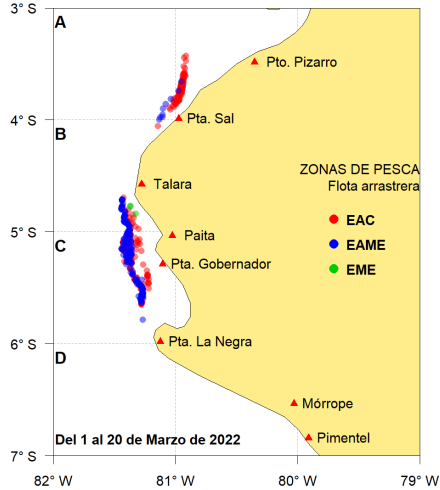 3° S
A
Pto. Pizarro
Pta. Sal
4° S
B
ZONAS DE PESCA
Flota arrastrera
Talara
EAC
5° S
Paita
C
EAME
Pta. Gobernador
EME
6° S
Pta. La Negra
D
Mórrope
Pimentel
Del 1 al 20 de Marzo de 2022
7° S
82° W
81° W
80° W
79° W